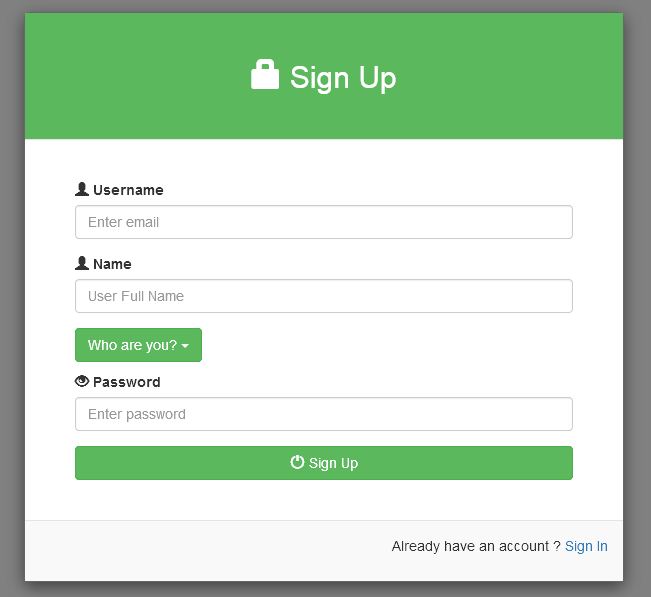 Sign Up
Username
Enter email
Name
User Full Name
Who are you?
Password
Enter password
Sign Up
Already have an account ? Sign In